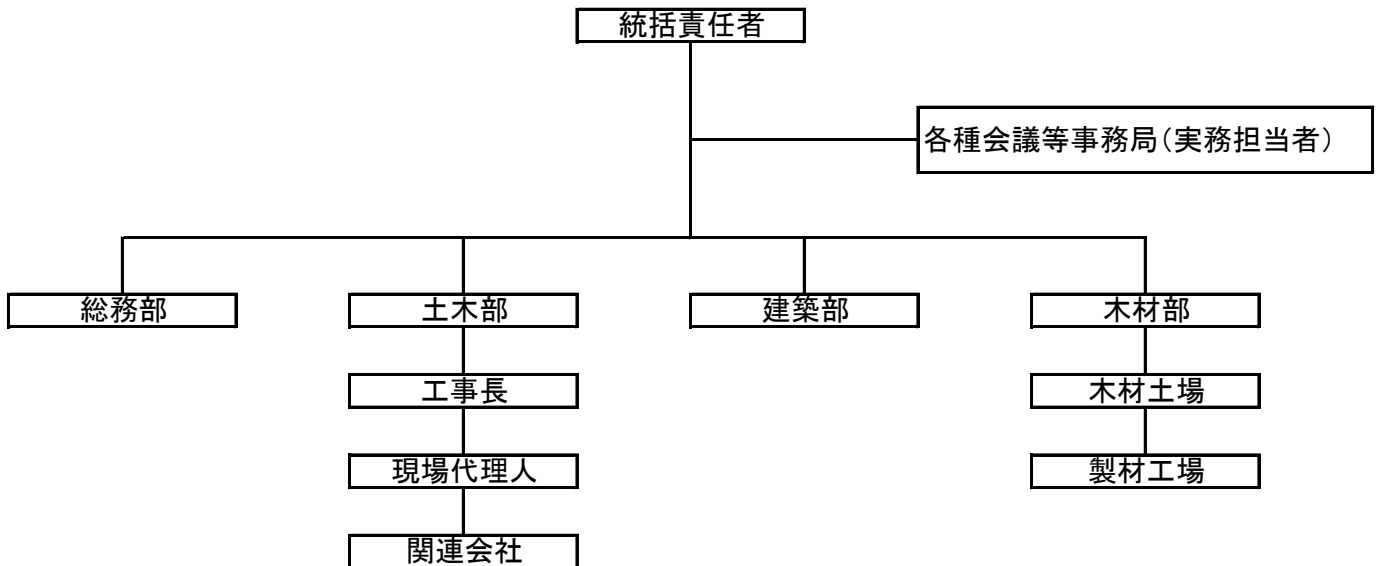 統括責任者
各種会議等事務局（実務担当者）
総務部
土木部
建築部
木材部
工事長
木材土場
現場代理人
製材工場
関連会社